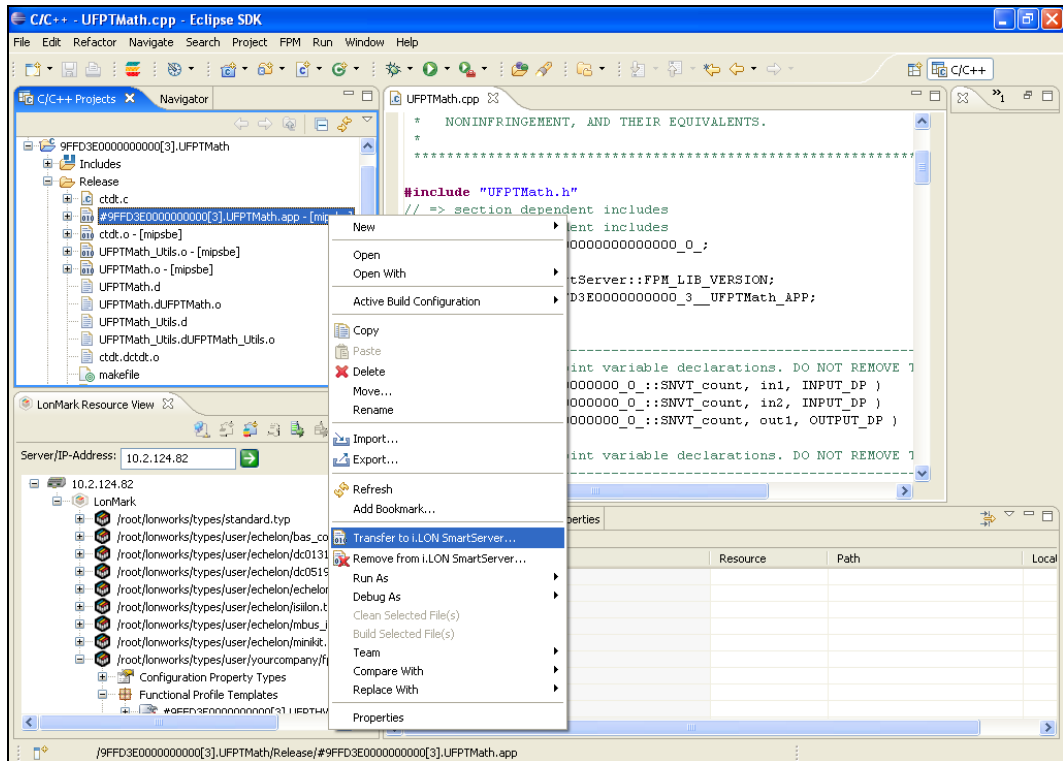 C/C++ - UFPTMath.cpp - Eclipse SDK
File Edit Refactor Navigate Search Project FPM Run Window Help
C/C++
C/C++ Projects
Navigator
9FFD3E0000000000[3].UFPTMath
Includes
Release
ctdt.c
#9FFD3E0000000000[3].UFPTMath.app - [mipsbe]
ctdt.o - [mipsbe]
UFPTMath_Utils.o - [mipsbe]
UFPTMath.o - [mipsbe]
UFPTMath.d
UFPTMath.dUFPTMath.o
UFPTMath_Utils.d
UFPTMath_Utils.dUFPTMath_Utils.o
ctdt.dctdt.o
makefile
LonMark Resource View
Server/IP-Address: 10.2.124.82
10.2.124.82
LonMark
/root/lonworks/types/standard.typ
/root/lonworks/types/user/echelon/bas_co
/root/lonworks/types/user/echelon/dc0131
/root/lonworks/types/user/echelon/dc0519
/root/lonworks/types/user/echelon/echelon
/root/lonworks/types/user/echelon/isiilon.t
/root/lonworks/types/user/echelon/mbus_i
/root/lonworks/types/user/echelon/minikit.
/root/lonworks/types/user/yourcompany/f
Configuration Property Types
Functional Profile Templates
#9FFD3E0000000000[3].UFPTH
New
Open
Open With
Active Build Configuration
Copy
Paste
Delete
Move...
Rename
Import...
Export...
Refresh
Add Bookmark...
Transfer to i.LON SmartServer...
Remove from i.LON SmartServer...
Run As
Debug As
Clean Selected File(s)
Build Selected File(s)
Team
Compare With
Replace With
Properties
UFPTMath.cpp
1
* NONINFRINGEMENT, AND THEIR EQUIVALENTS.
*
#include "UFPTMath.h"
// => section dependent includes
dent includes
0000000000000_0_;
tServer::FPM_LIB_VERSION;
D3E0000000000_3__UFPTMath_APP;
int variable declarations. DO NOT REMOVE T
0000000_0_::SNVT_count, in1, INPUT_DP )
0000000_0_::SNVT_count, in2, INPUT_DP )
0000000_0_::SNVT_count, out1, OUTPUT_DP )
int variable declarations. DO NOT REMOVE T
perties
Resource Path Local
/9FFD3E0000000000[3].UFPTMath/Release/#9FFD3E0000000000[3].UFPTMath.app